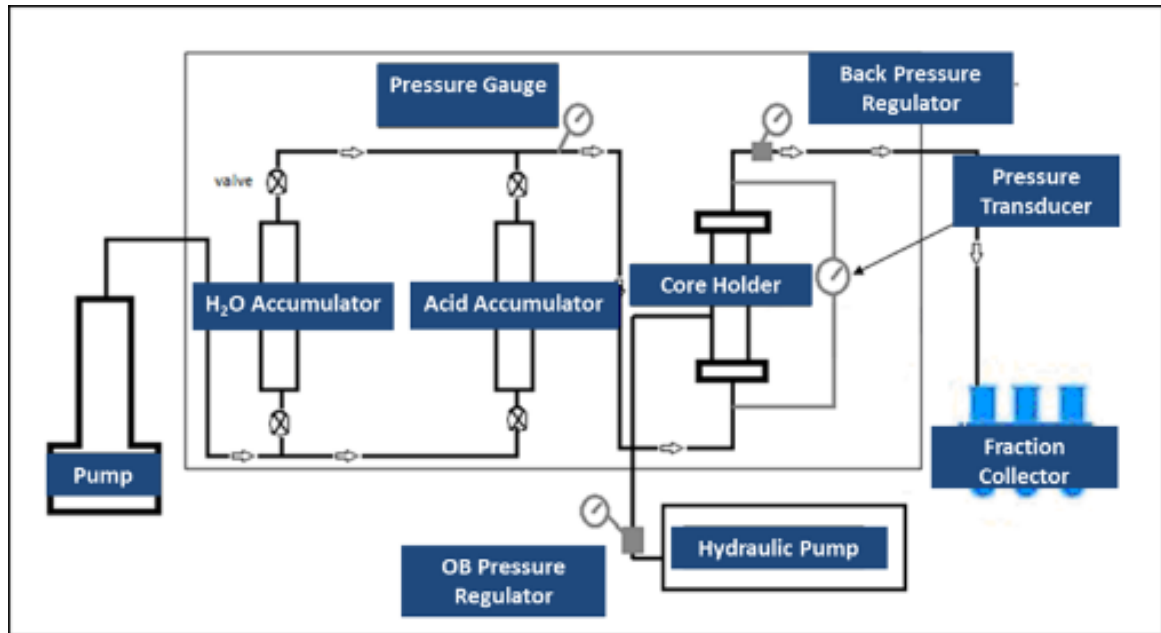 Pressure Gauge
Back Pressure
Regulator
valve
Pressure
Transducer
H₂O Accumulator
Acid Accumulator
Core Holder
Pump
Fraction
Collector
Hydraulic Pump
OB Pressure
Regulator